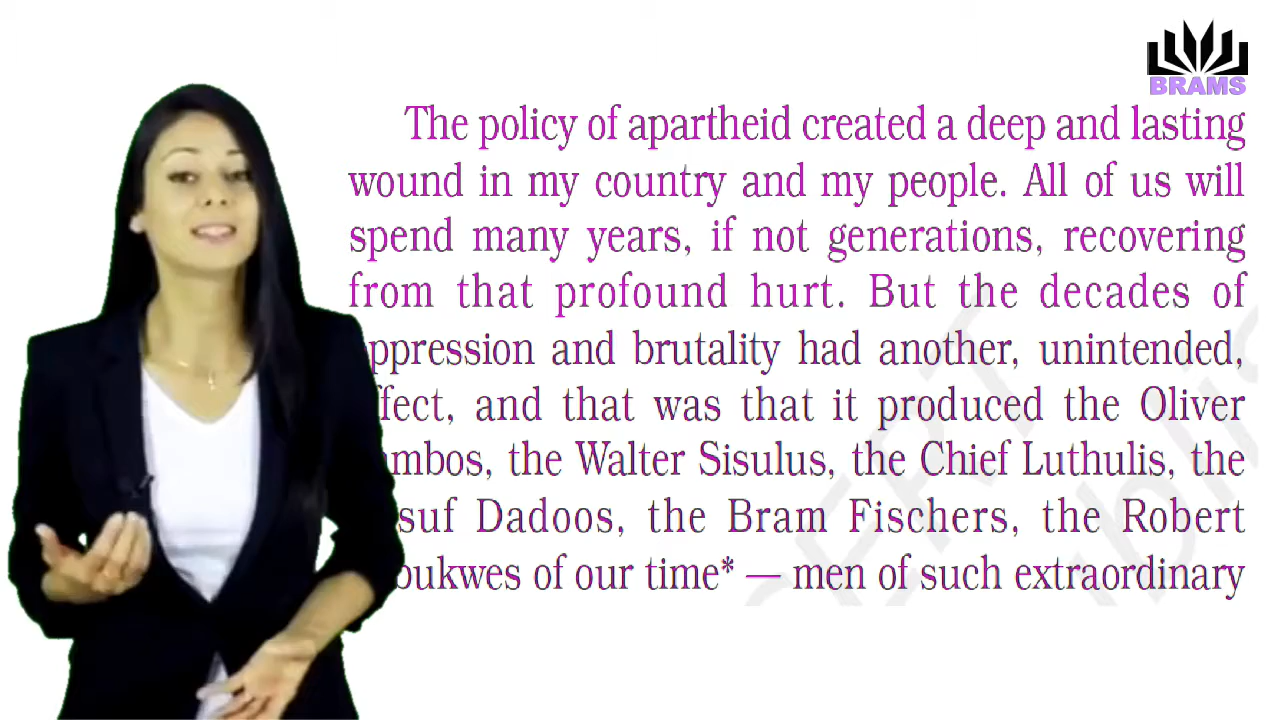 BRAMS
The policy of apartheid created a deep and lasting
wound in my country and my people. All of us will
spend many years, if not generations, recovering
from that profound hurt. But the decades of
ppression and brutality had another, unintended,
ffect, and that was that it produced the Oliver
ambos, the Walter Sisulus, the Chief Luthulis, the
suf Dadoos, the Bram Fischers, the Robert
oukwes of our time* — men of such extraordinary